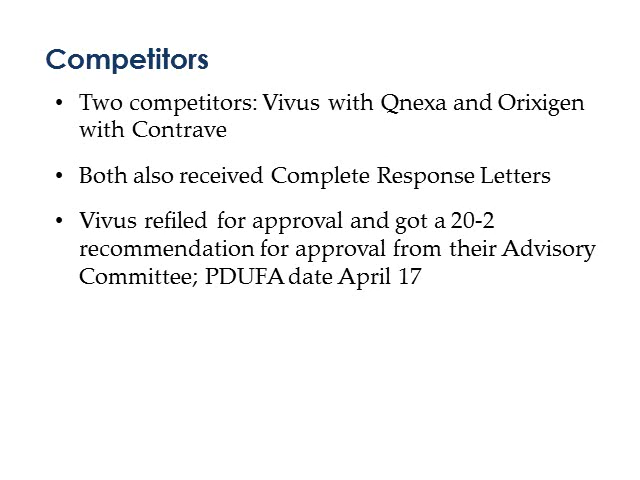 Competitors
• Two competitors: Vivus with Qnexa and Orixigen
with Contrave
• Both also received Complete Response Letters
• Vivus refiled for approval and got a 20-2
recommendation for approval from their Advisory
Committee; PDUFA date April 17